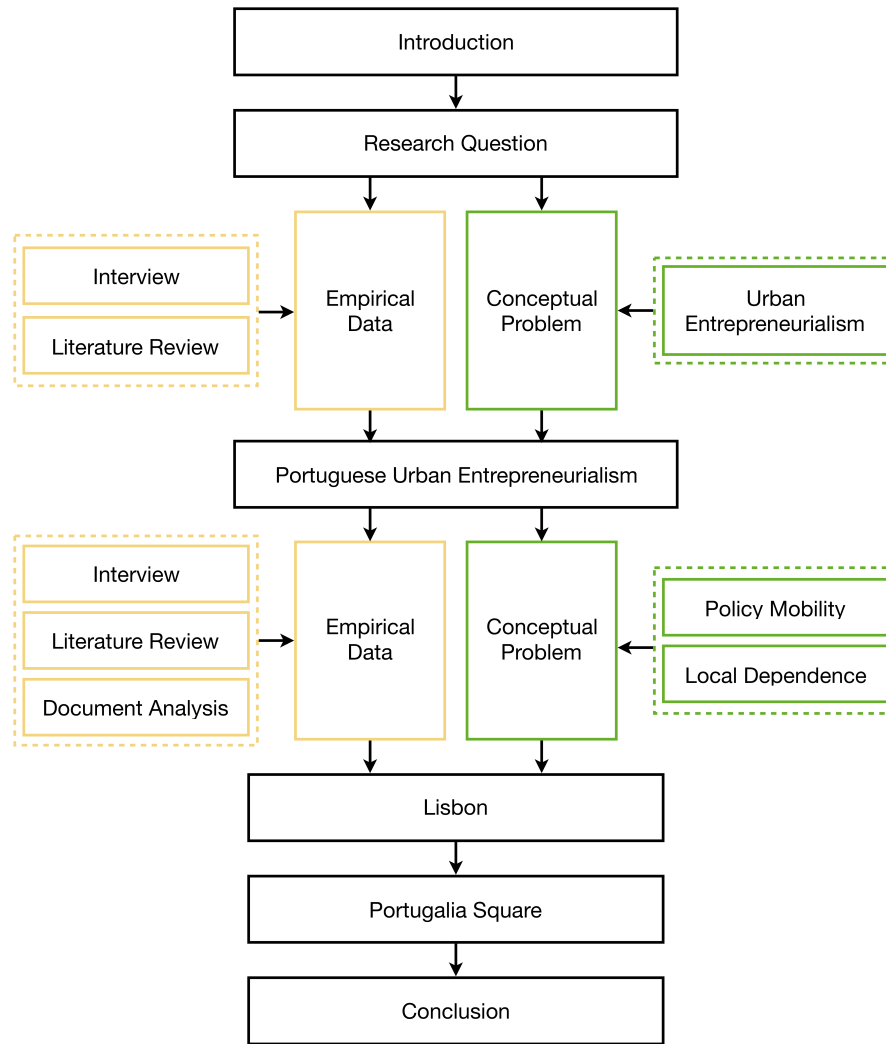 Introduction
Research Question
Interview
Literature Review
Empirical
Data
Conceptual
Problem
Urban
Entrepreneurialism
Portuguese Urban Entrepreneurialism
Interview
Literature Review
Document Analysis
Empirical
Data
Conceptual
Problem
Policy Mobility
Local Dependence
Lisbon
Portugalia Square
Conclusion